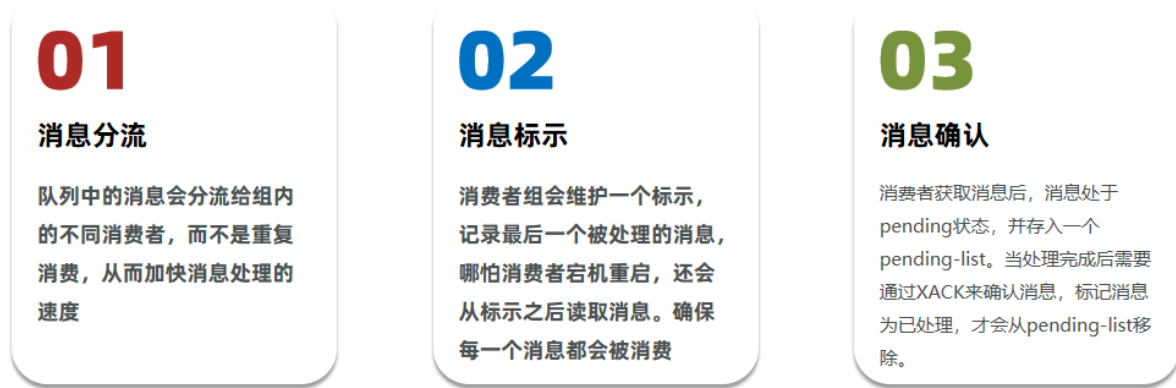 01
消息分流
队列中的消息会分流给组内
的不同消费者，而不是重复
消费，从而加快消息处理的
速度
02
消息标示
消费者组会维护一个标示，
记录最后一个被处理的消息，
哪怕消费者宕机重启，还会
从标示之后读取消息。确保
每一个消息都会被消费
03
消息确认
消费者获取消息后，消息处于
pending状态，并存入一个
pending-list。当处理完成后需要
通过XACK来确认消息，标记消息
为已处理，才会从pending-list移
除。